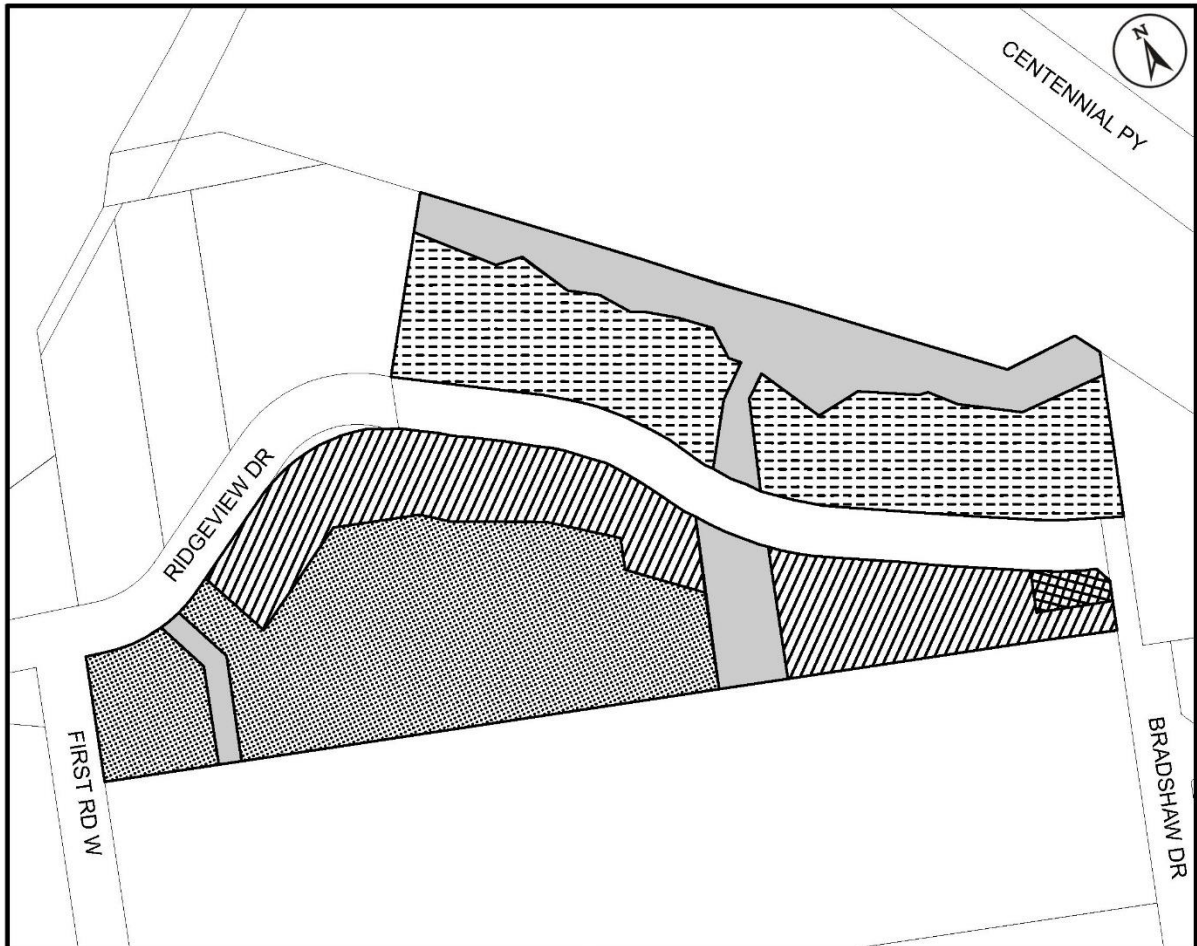 N
CENTENNIAL PY
RIDGEVIEW DR
FIRST RD W
BRADSHAW DR